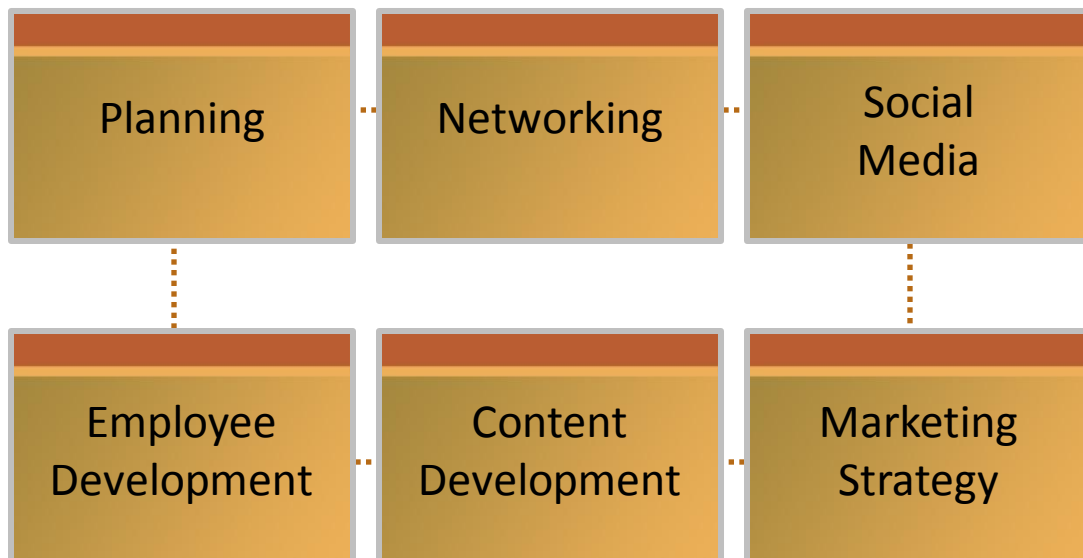 Planning
Networking
Social
Media
Employee
Development
Content
Development
Marketing
Strategy